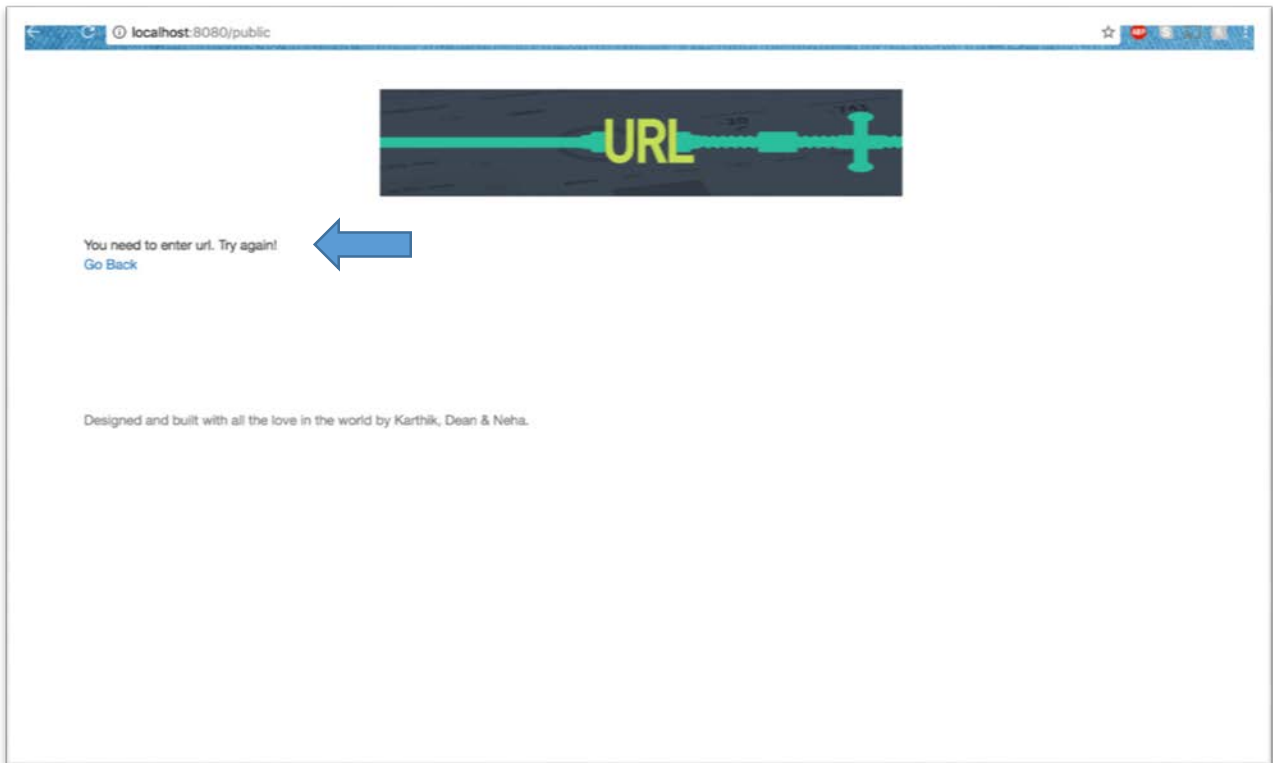 localhost:8080/public
ABP
URL
You need to enter url. Try again!
Go Back
Designed and built with all the love in the world by Karthik, Dean & Neha.